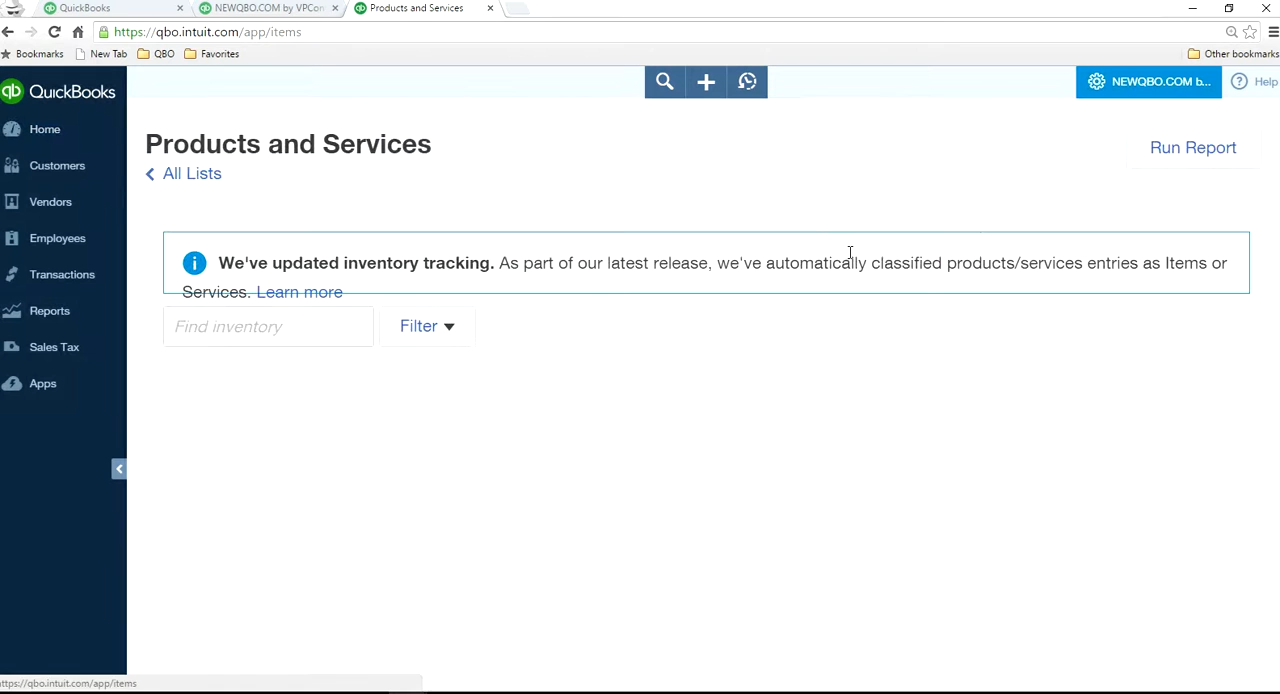 QuickBooks
NEWQBO.COM by VPCon
Products and Services
https://qbo.intuit.com/app/items
Bookmarks
New Tab
QBO
Favorites
Other bookmarks
qb QuickBooks
NEWQBO.COM b...
Help
Home
Customers
Vendors
Employees
Transactions
Reports
Sales Tax
Apps
Products and Services
Run Report
All Lists
We've updated inventory tracking. As part of our latest release, we've automatically classified products/services entries as Items or
Services. Learn more
Find inventory
Filter
ttps://qbo.intuit.com/app/items